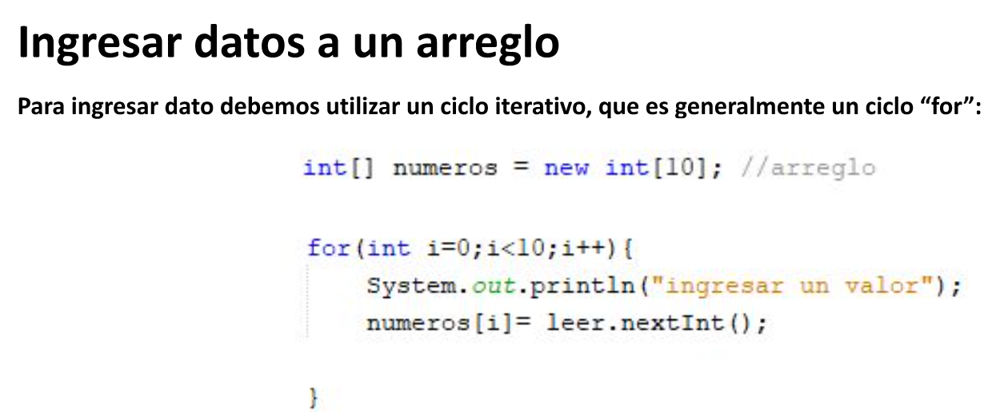 Ingresar datos a un arreglo
Para ingresar dato debemos utilizar un ciclo iterativo, que es generalmente un ciclo “for”:
int[] numeros = new int[10]; //arreglo
for(int i=0;i<10;i++){
System.out.println("ingresar un valor");
numeros[i]= leer.nextInt();
}